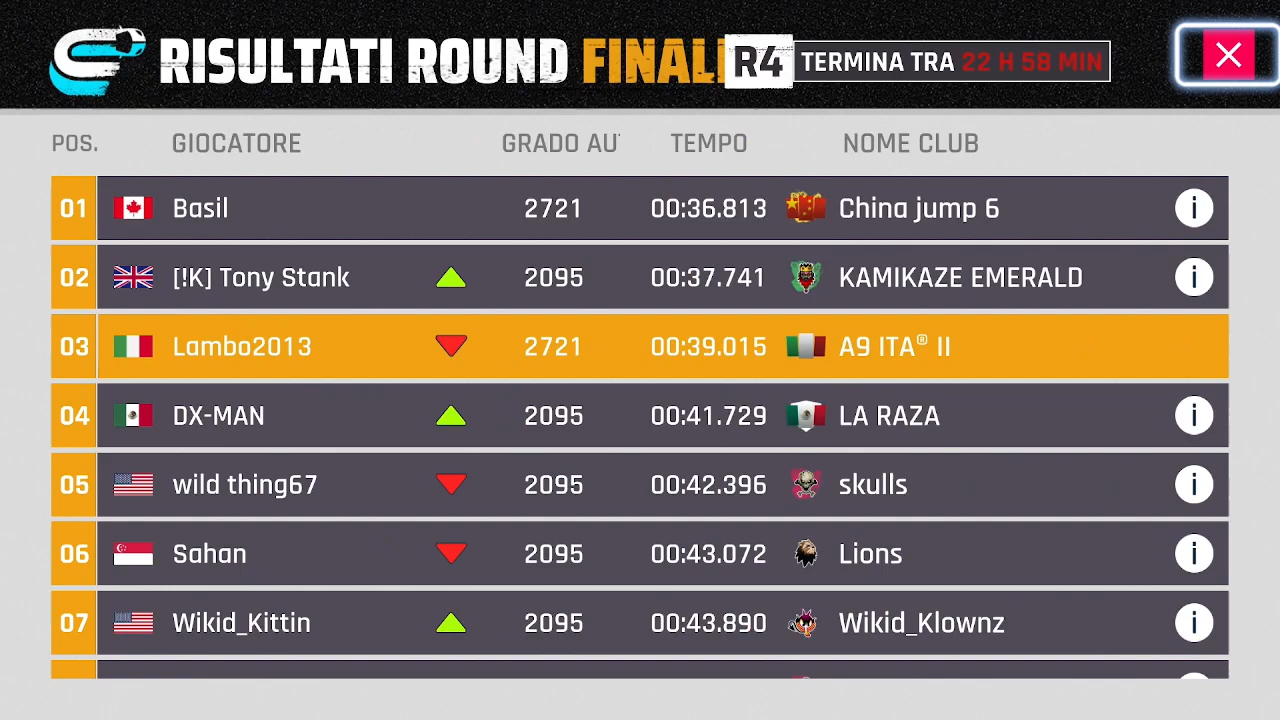 RISULTATI ROUND FINALI R4 TERMINA TRA 22 H 58 MIN
POS. GIOCATORE GRADO AU TEMPO NOME CLUB
01 Basil 2721 00:36.813 China jump 6 i
02 [!K] Tony Stank 2095 00:37.741 KAMIKAZE EMERALD i
03 Lambo2013 2721 00:39.015 A9 ITA® II
04 DX-MAN 2095 00:41.729 LA RAZA i
05 wild thing67 2095 00:42.396 skulls i
06 Sahan 2095 00:43.072 Lions i
07 Wikid_Kittin 2095 00:43.890 Wikid_Klownz i